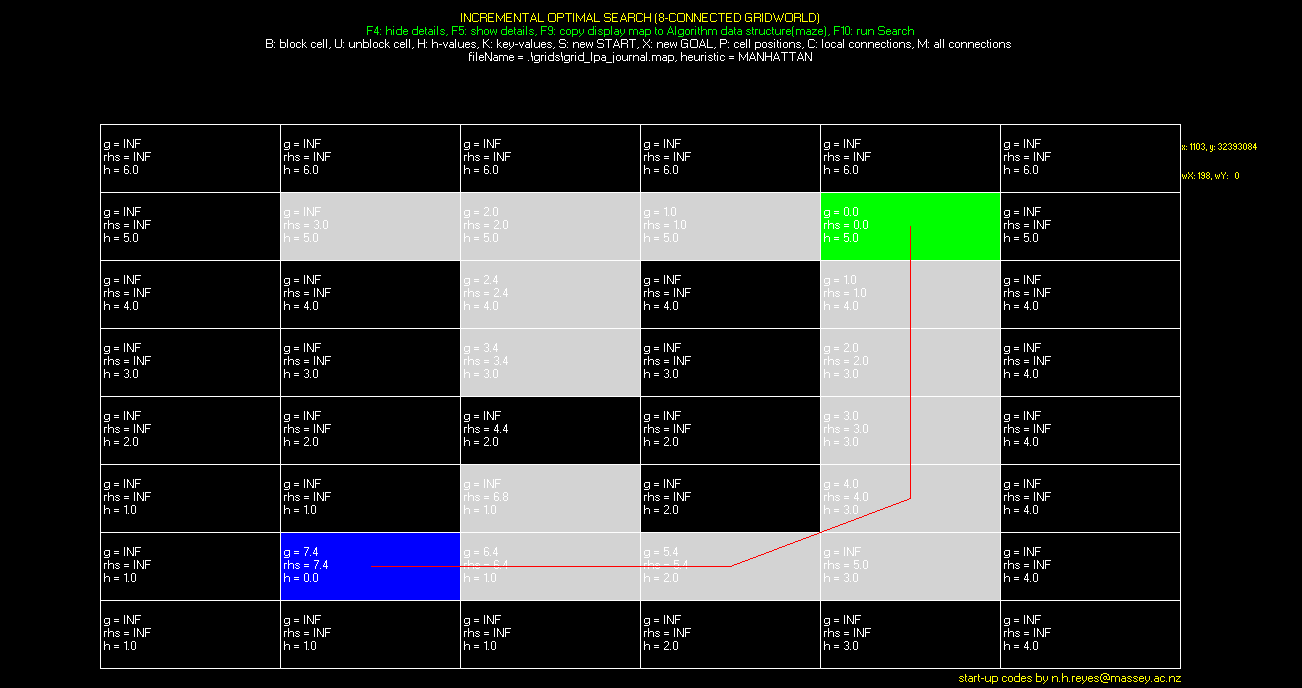 INCREMENTAL OPTIMAL SEARCH (8-CONNECTED GRIDWORLD)
F4: hide details, F5: show details, F9: copy display map to Algorithm data structure(maze), F10: run Search
B: block cell, U: unblock cell, H: h-values, K: key-values, S: new START, X: new GOAL, P: cell positions, C: local connections, M: all connections
fileName = .\grids\grid_lpa_journal.map, heuristic = MANHATTAN
g = INF g = INF g = INF g = INF g = INF g = INF
rhs = INF rhs = INF rhs = INF rhs = INF rhs = INF rhs = INF x: 1103, y: 32393084
h = 6.0 h = 6.0 h = 6.0 h = 6.0 h = 6.0 h = 6.0 wX: 198, wY: 0
g = INF g = INF g = 2.0 g = 1.0 g = 0.0 g = INF
rhs = INF rhs = 3.0 rhs = 2.0 rhs = 1.0 rhs = 0.0 rhs = INF
h = 5.0 h = 5.0 h = 5.0 h = 5.0 h = 5.0 h = 5.0
g = INF g = INF g = 2.4 g = INF g = 1.0 g = INF
rhs = INF rhs = INF rhs = 2.4 rhs = INF rhs = 1.0 rhs = INF
h = 4.0 h = 4.0 h = 4.0 h = 4.0 h = 4.0 h = 4.0
g = INF g = INF g = 3.4 g = INF g = 2.0 g = INF
rhs = INF rhs = INF rhs = 3.4 rhs = INF rhs = 2.0 rhs = INF
h = 3.0 h = 3.0 h = 3.0 h = 3.0 h = 3.0 h = 4.0
g = INF g = INF g = INF g = INF g = 3.0 g = INF
rhs = INF rhs = INF rhs = 4.4 rhs = INF rhs = 3.0 rhs = INF
h = 2.0 h = 2.0 h = 2.0 h = 2.0 h = 3.0 h = 4.0
g = INF g = INF g = INF g = INF g = 4.0 g = INF
rhs = INF rhs = INF rhs = 6.8 rhs = INF rhs = 4.0 rhs = INF
h = 1.0 h = 1.0 h = 1.0 h = 2.0 h = 3.0 h = 4.0
g = INF g = 7.4 g = 6.4 g = 5.4 g = INF g = INF
rhs = INF rhs = 7.4 rhs = 6.4 rhs = 5.4 rhs = 5.0 rhs = INF
h = 1.0 h = 0.0 h = 1.0 h = 2.0 h = 3.0 h = 4.0
g = INF g = INF g = INF g = INF g = INF g = INF
rhs = INF rhs = INF rhs = INF rhs = INF rhs = INF rhs = INF
h = 1.0 h = 1.0 h = 1.0 h = 2.0 h = 3.0 h = 4.0
start-up codes by n.h.reyes@massey.ac.nz